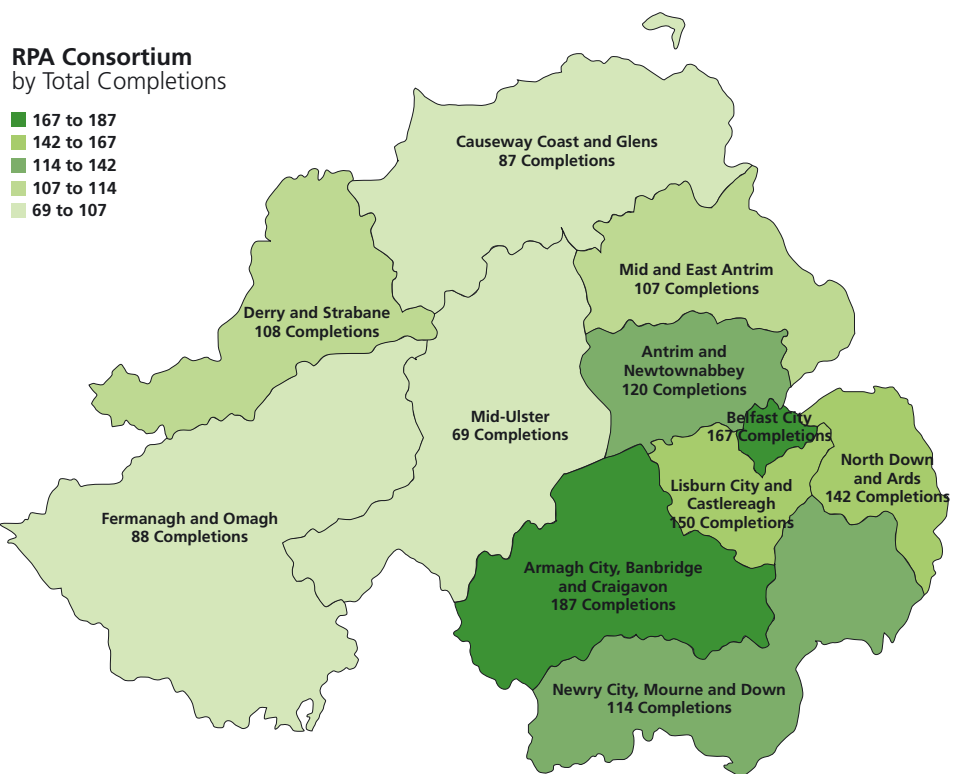 RPA Consortium
by Total Completions
167 to 187
142 to 167
114 to 142
107 to 114
69 to 107
Causeway Coast and Glens
87 Completions
Mid and East Antrim
107 Completions
Derry and Strabane
108 Completions
Antrim and
Newtownabbey
120 Completions
Belfast City
167 Completions
Mid-Ulster
69 Completions
North Down
and Ards
142 Completions
Lisburn City and
Castlereagh
150 Completions
Fermanagh and Omagh
88 Completions
Armagh City, Banbridge
and Craigavon
187 Completions
Newry City, Mourne and Down
114 Completions